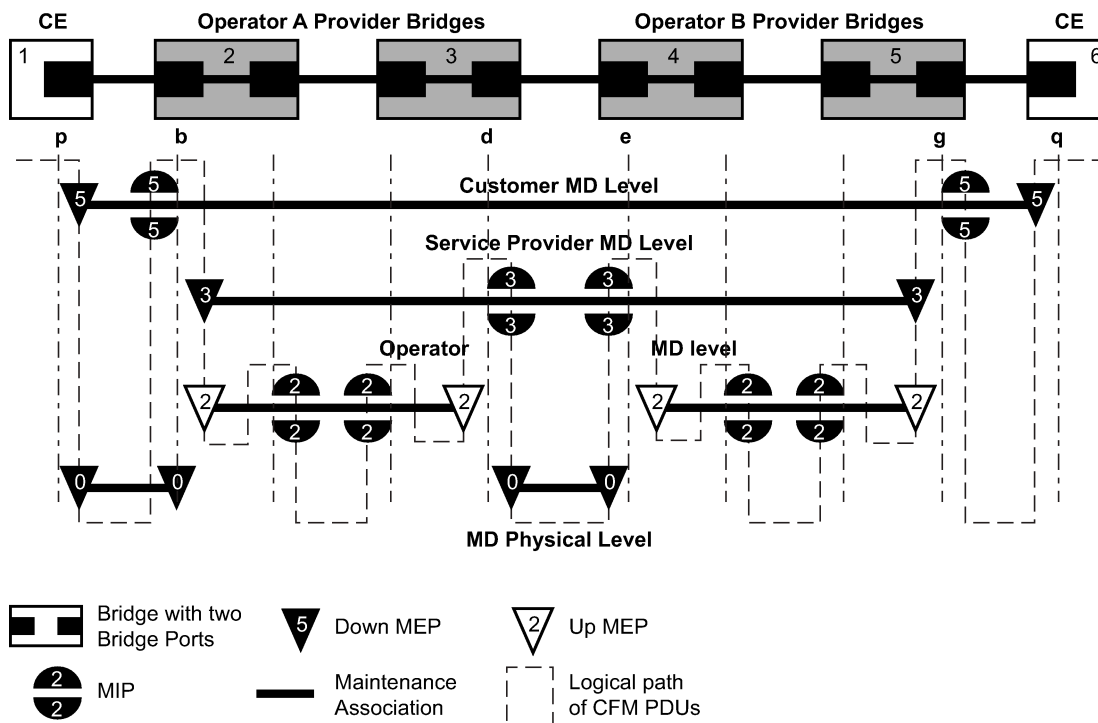 CE Operator A Provider Bridges Operator B Provider Bridges CE
1 2 3 4 5 6
p b d e g q
5 5 Customer MD Level 5 5
5 5
Service Provider MD Level
3 3 3 3
3 3
Operator MD level
2 2 2 2 2 2 2 2
2 2 2 2
0 0 0 0
MD Physical Level
Bridge with two
Bridge Ports
5 Down MEP
2 Up MEP
2
2
MIP
Maintenance
Association
Logical path
of CFM PDUs